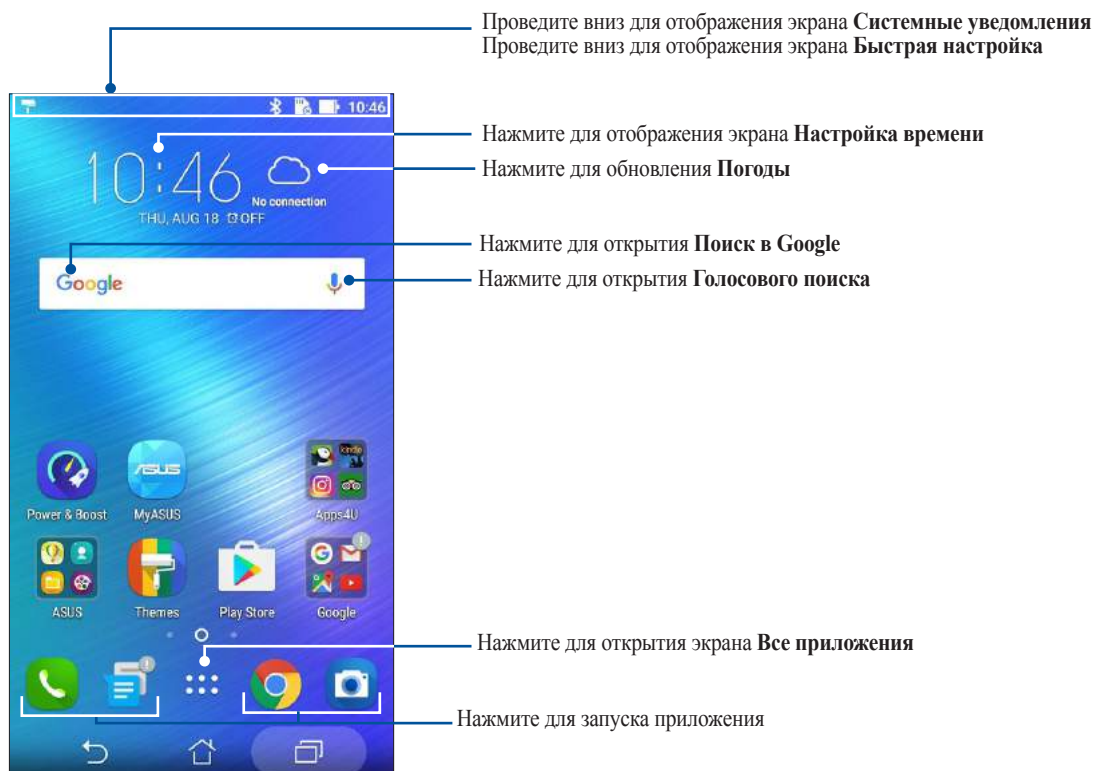 Проведите вниз для отображения экрана Системные уведомления
Проведите вниз для отображения экрана Быстрая настройка
10:46
Нажмите для отображения экрана Настройка времени
10:46
Нажмите для обновления Погоды
No connection
THU, AUG 18 OFF
Нажмите для открытия Поиск в Google
Google
Нажмите для открытия Голосового поиска
kindle
/SUS
Power & Boost
MyASUS
Apps4U
ASUS
Themes
Play Store
Google
Нажмите для открытия экрана Все приложения
Нажмите для запуска приложения